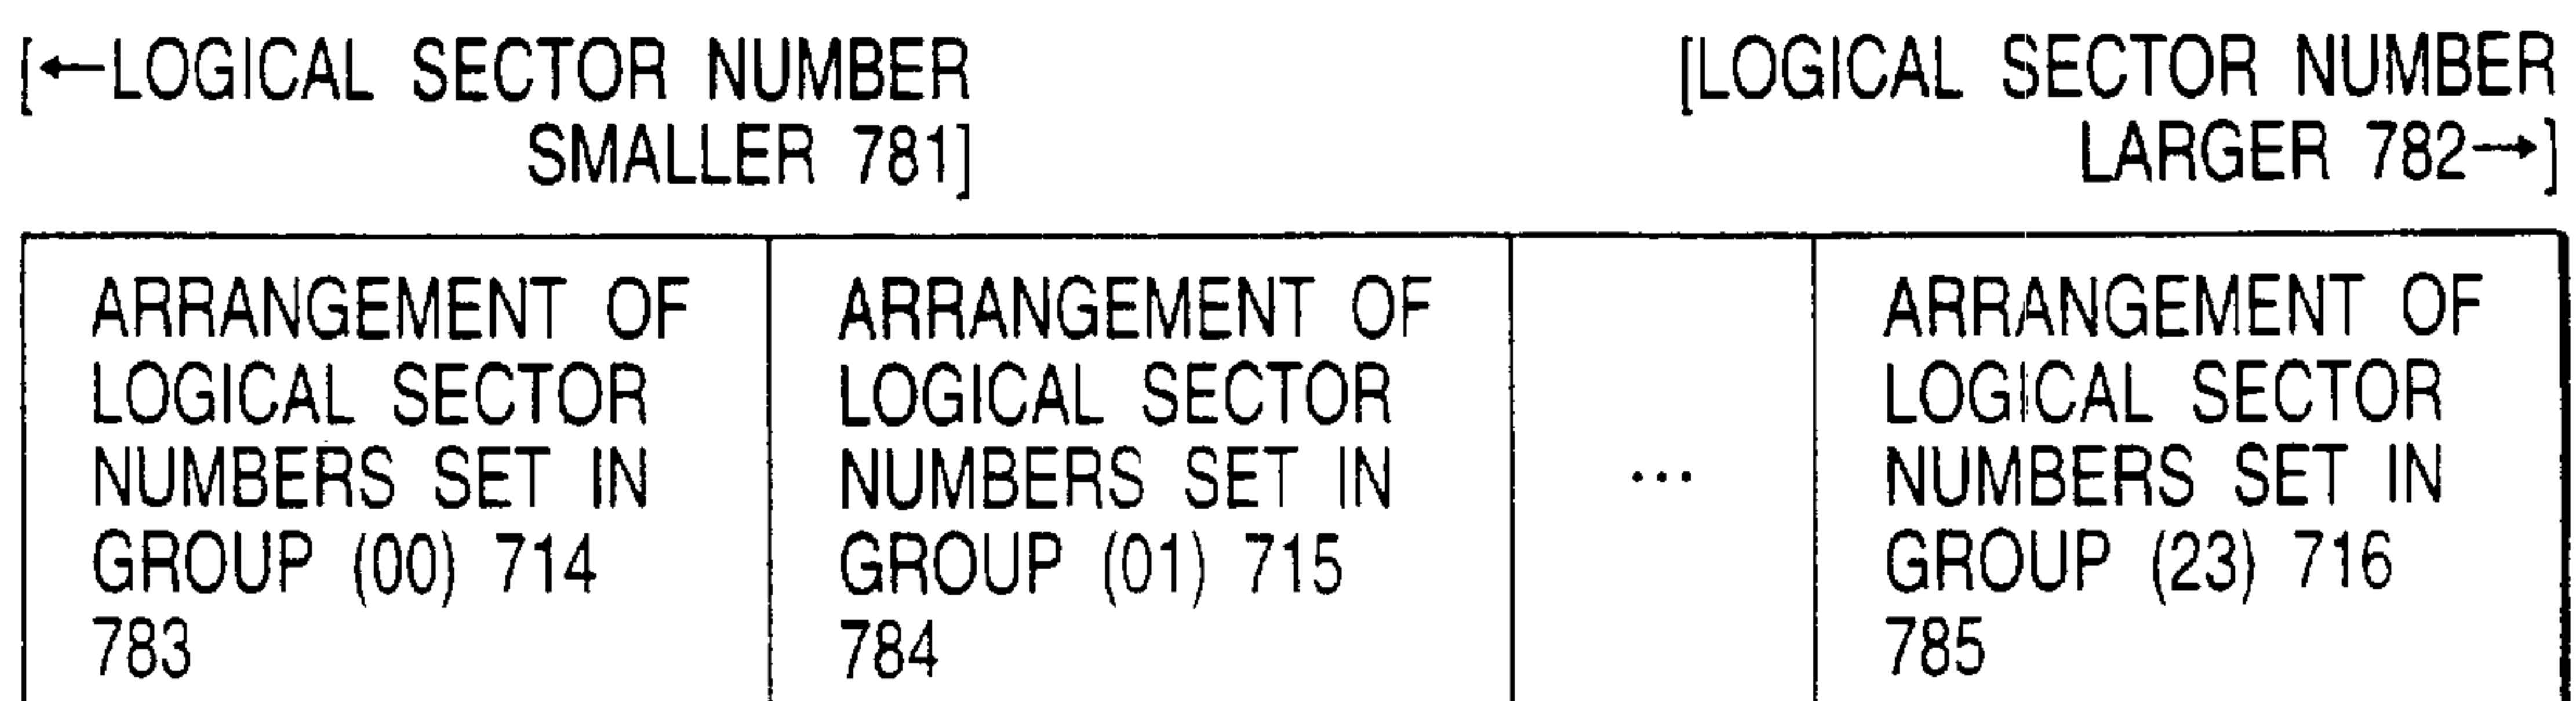 [←LOGICAL SECTOR NUMBER
SMALLER 781]
[LOGICAL SECTOR NUMBER
LARGER 782→]
ARRANGEMENT OF
LOGICAL SECTOR
NUMBERS SET IN
GROUP (00) 714
783
ARRANGEMENT OF
LOGICAL SECTOR
NUMBERS SET IN
GROUP (01) 715
784
...
ARRANGEMENT OF
LOGICAL SECTOR
NUMBERS SET IN
GROUP (23) 716
785